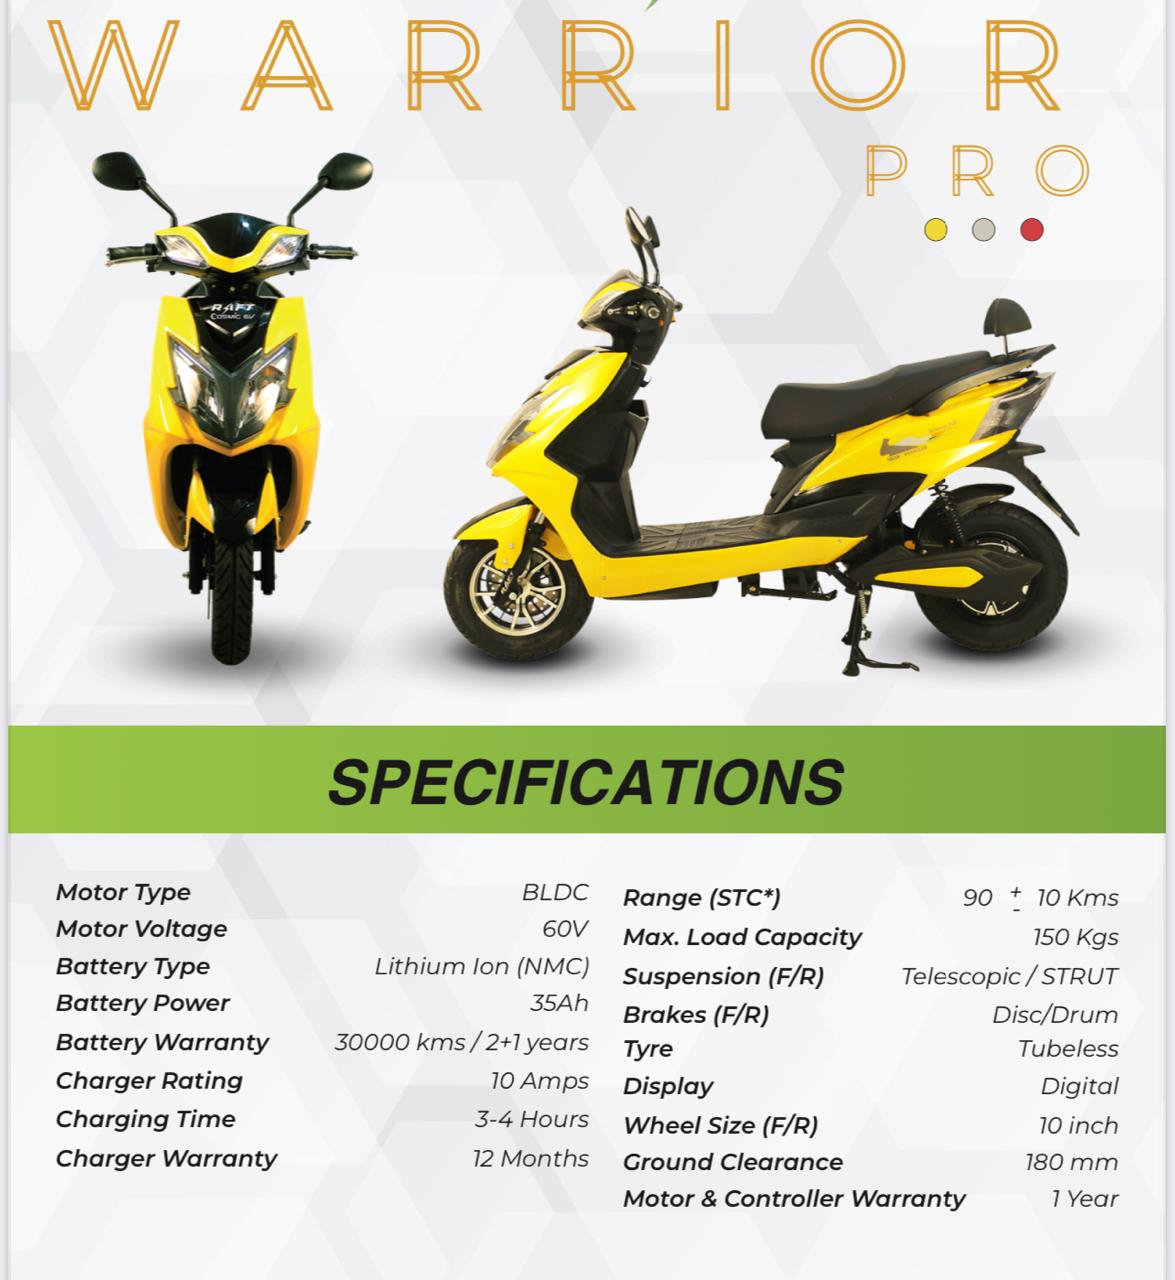 WARRIOR
PRO
RAFT
COSMIC EV
SPECIFICATIONS
Motor Type BLDC
Motor Voltage 60V
Battery Type Lithium Ion (NMC)
Battery Power 35Ah
Battery Warranty 30000 kms / 2+1 years
Charger Rating 10 Amps
Charging Time 3-4 Hours
Charger Warranty 12 Months
Range (STC*) 90 +- 10 Kms
Max. Load Capacity 150 Kgs
Suspension (F/R) Telescopic / STRUT
Brakes (F/R) Disc/Drum
Tyre Tubeless
Display Digital
Wheel Size (F/R) 10 inch
Ground Clearance 180 mm
Motor & Controller Warranty 1 Year